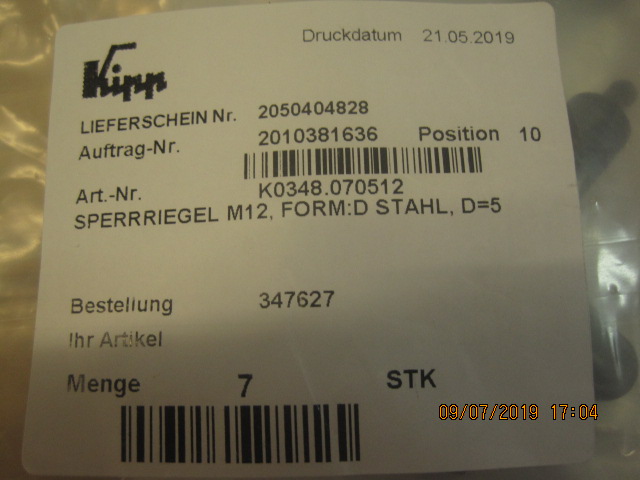 Druckdatum 21.05.2019
Kipp
LIEFERSCHEIN Nr. 2050404828
Auftrag-Nr. 2010381636 Position 10
Art.-Nr. K0348.070512
SPERRRIEGEL M12, FORM:D STAHL, D=5
Bestellung 347627
Ihr Artikel
Menge 7 STK
09/07/2019 17:04